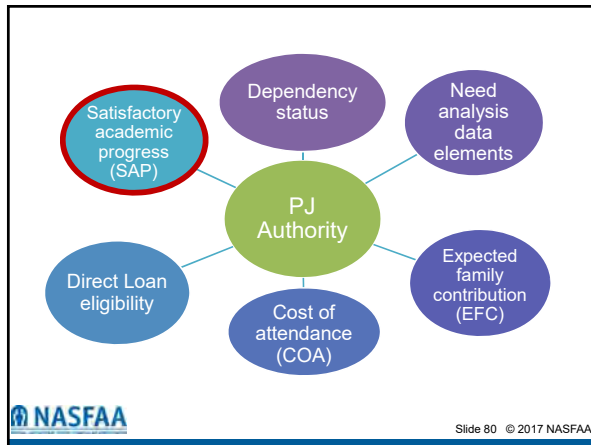 Dependency
status
Need
analysis
data
elements
Satisfactory
academic
progress
(SAP)
PJ
Authority
Direct Loan
eligibility
Cost of
attendance
(COA)
Expected
family
contribution
(EFC)
NASFAA
Slide 80 © 2017 NASFAA